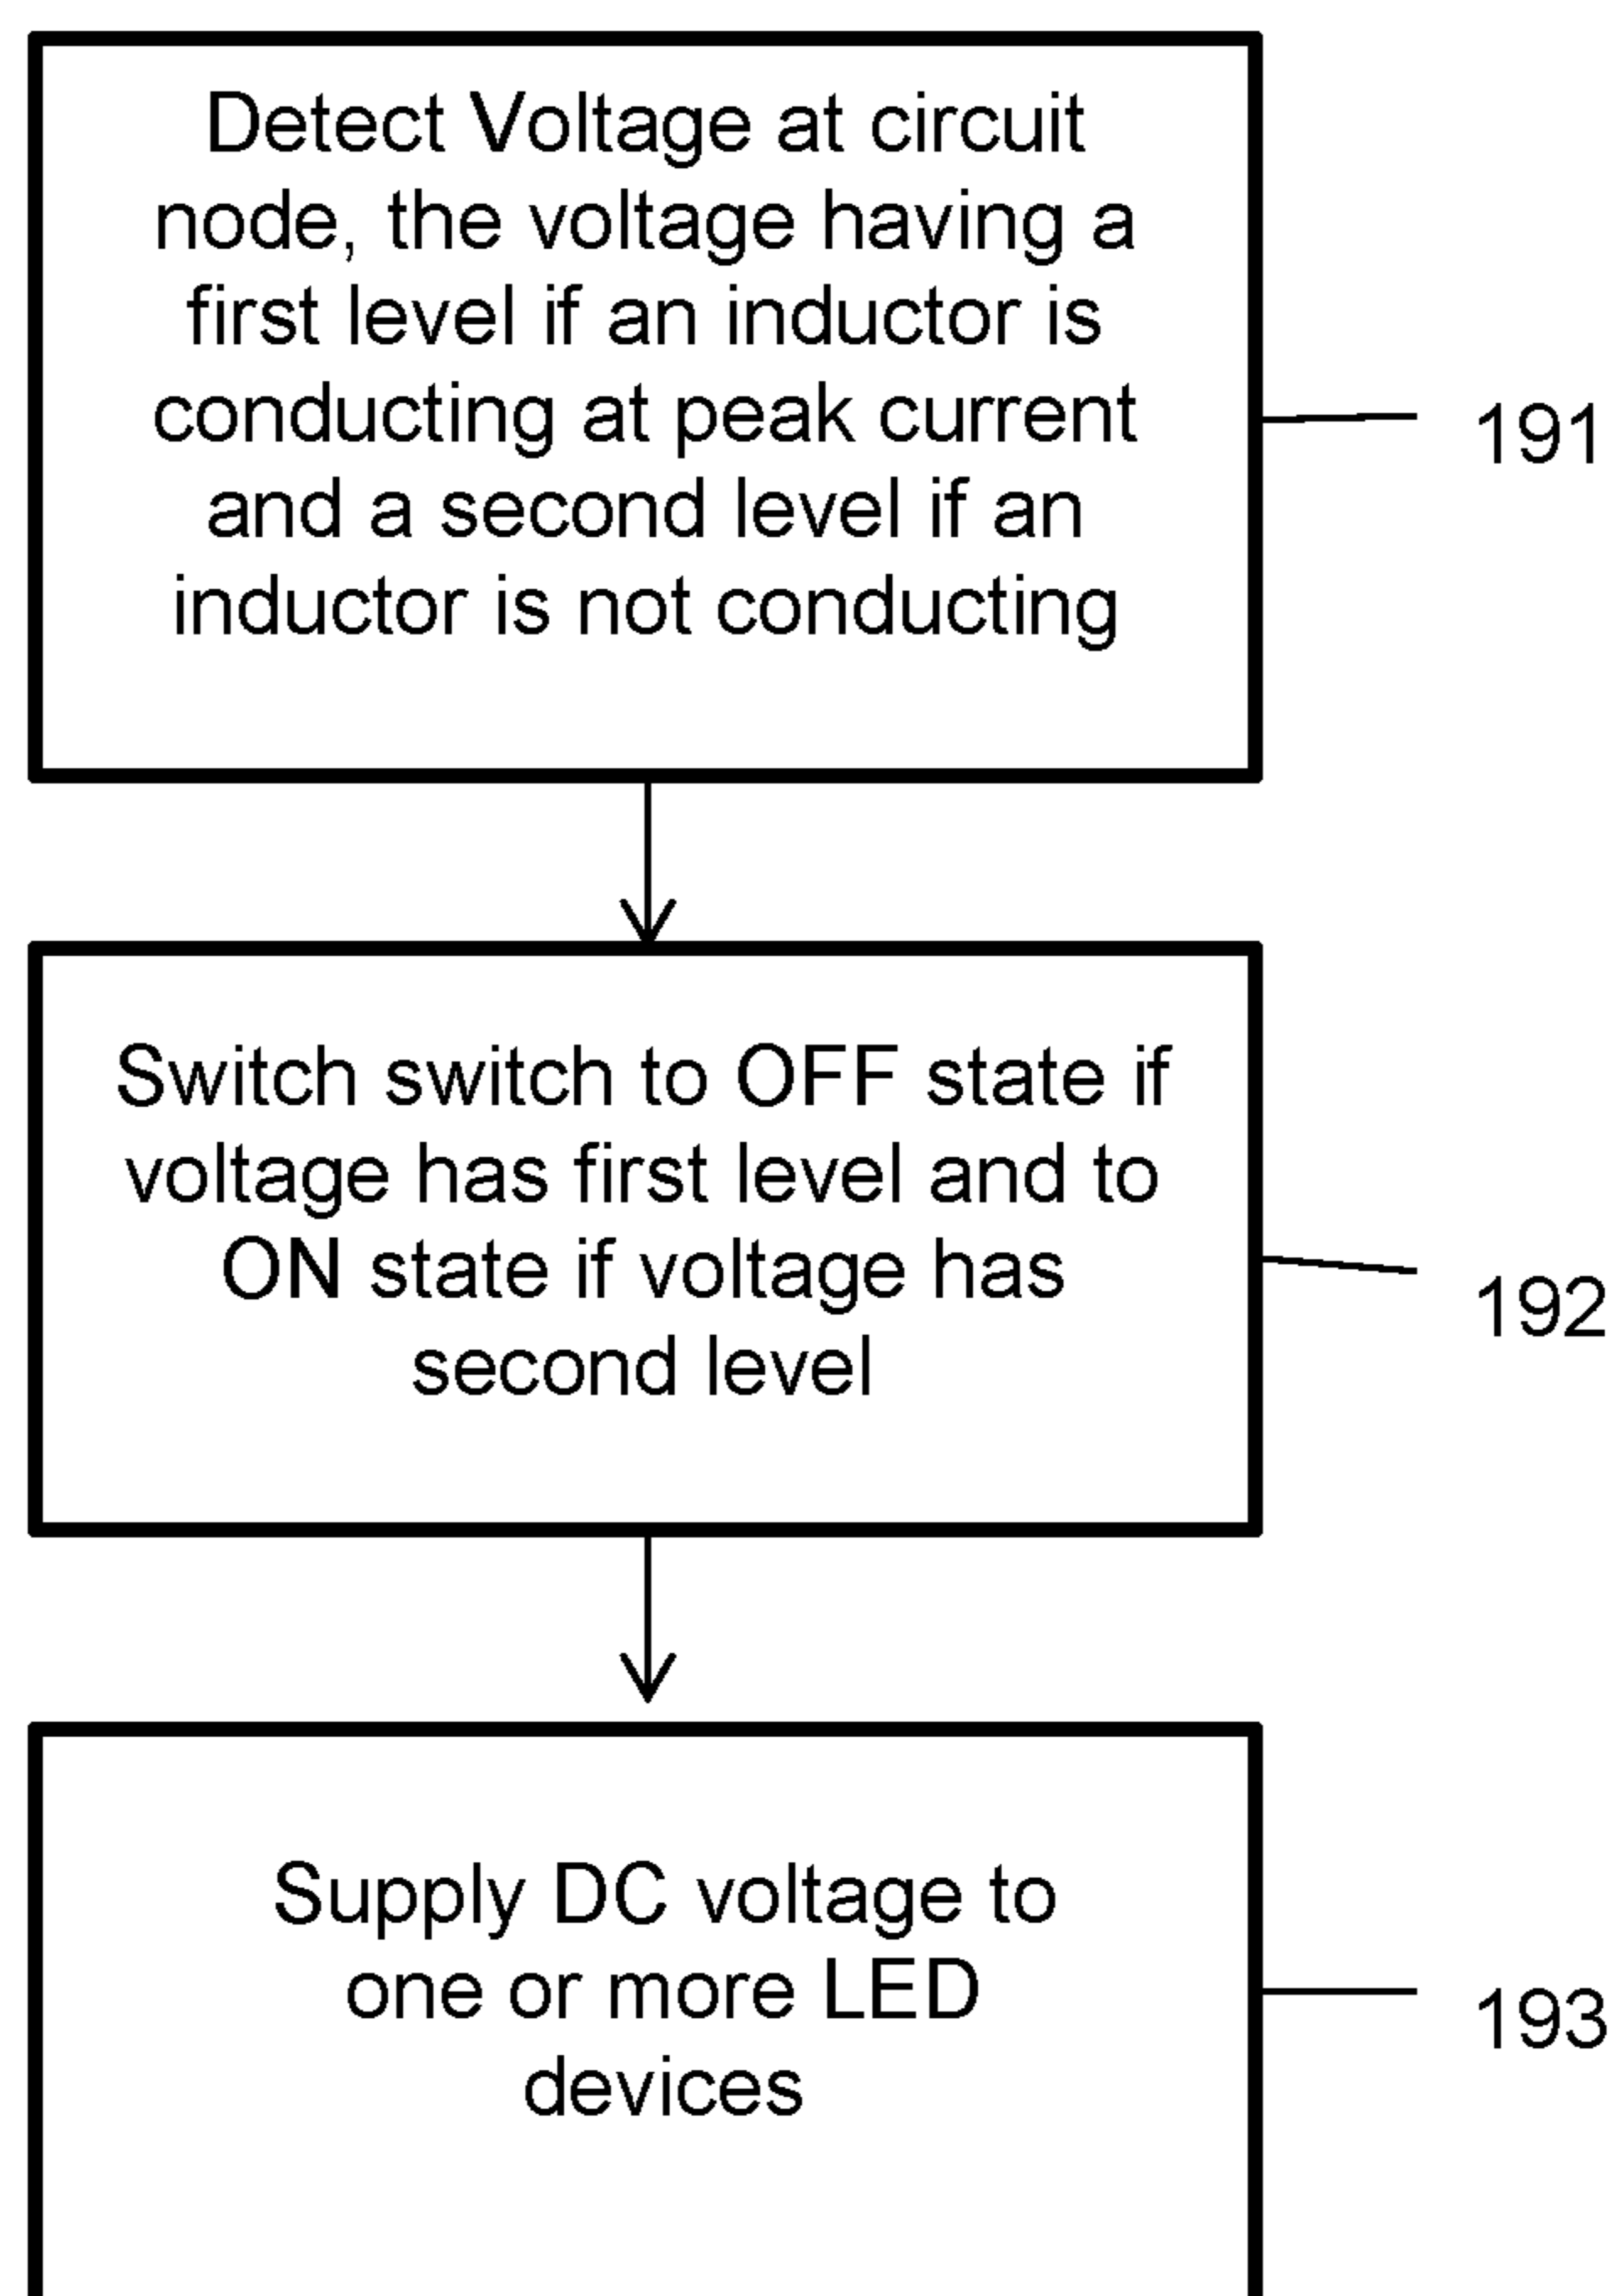 Detect Voltage at circuit
node, the voltage having a
first level if an inductor is
conducting at peak current
and a second level if an
inductor is not conducting
191
Switch switch to OFF state if
voltage has first level and to
ON state if voltage has
second level
192
Supply DC voltage to
one or more LED
devices
193